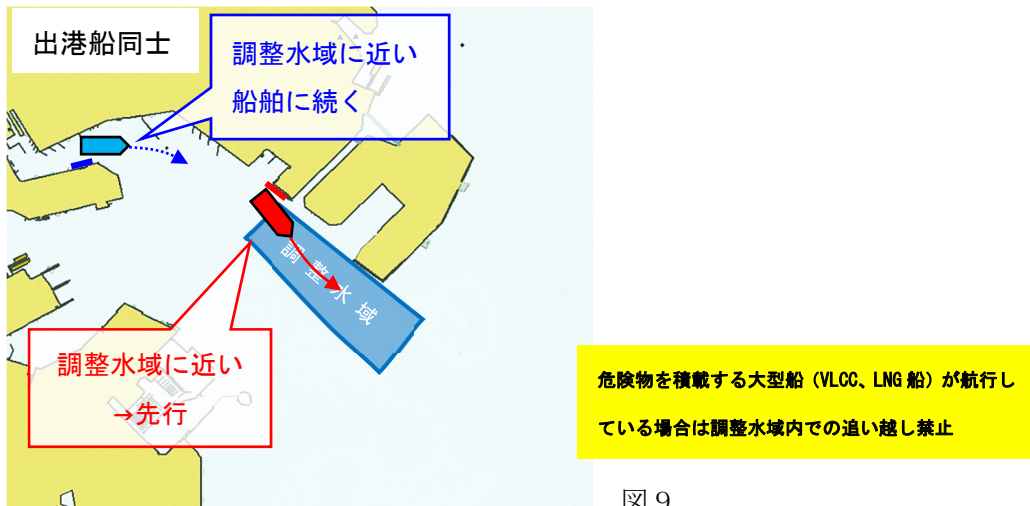 出港船同士
調整水域に近い
船舶に続く
調整水域
調整水域に近い
→先行
危険物を積載する大型船（VLCC、LNG 船）が航行し
ている場合は調整水域内での追い越し禁止
図９